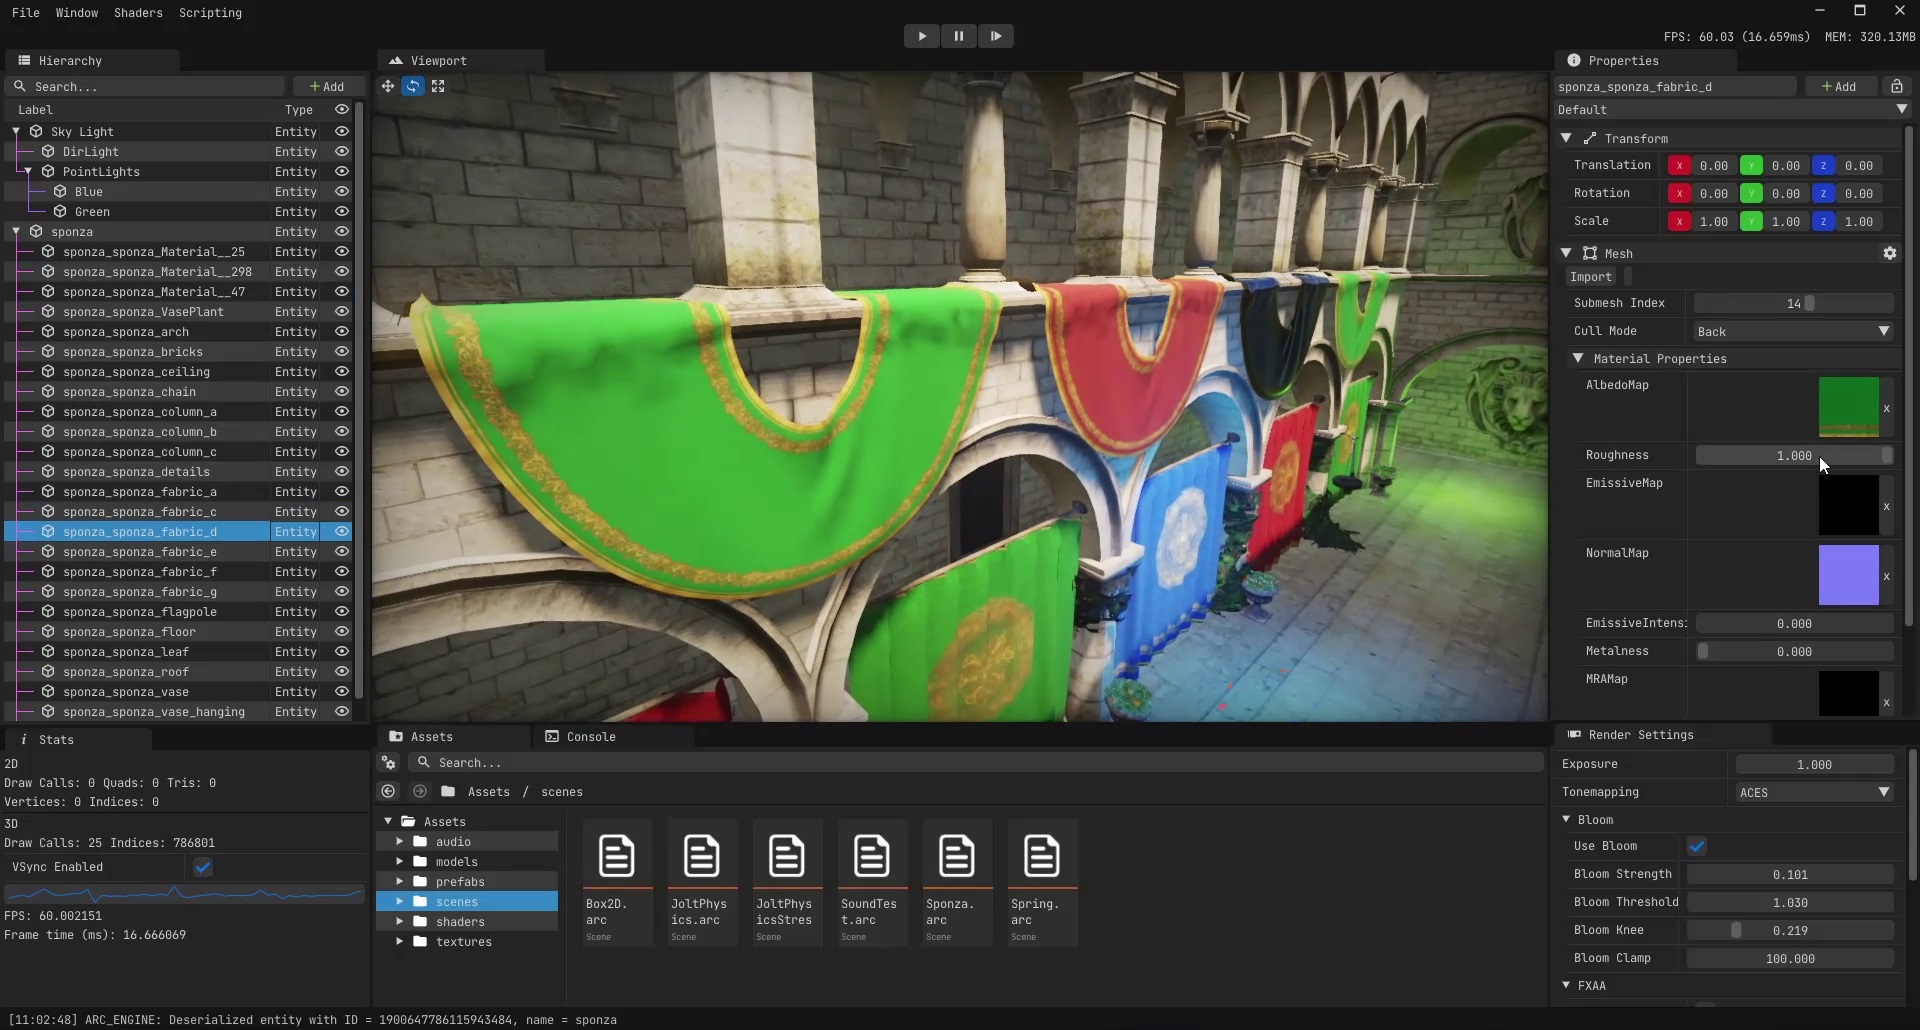 File Window Shaders Scripting
FPS: 60.03 (16.659ms) MEM: 320.13MB
Hierarchy
Search...
+ Add
Label Type
Sky Light Entity
DirLight Entity
PointLights Entity
Blue Entity
Green Entity
sponza Entity
sponza_sponza_Material__25 Entity
sponza_sponza_Material__298 Entity
sponza_sponza_Material__47 Entity
sponza_sponza_VasePlant Entity
sponza_sponza_arch Entity
sponza_sponza_bricks Entity
sponza_sponza_ceiling Entity
sponza_sponza_chain Entity
sponza_sponza_column_a Entity
sponza_sponza_column_b Entity
sponza_sponza_column_c Entity
sponza_sponza_details Entity
sponza_sponza_fabric_a Entity
sponza_sponza_fabric_c Entity
sponza_sponza_fabric_d Entity
sponza_sponza_fabric_e Entity
sponza_sponza_fabric_f Entity
sponza_sponza_fabric_g Entity
sponza_sponza_flagpole Entity
sponza_sponza_floor Entity
sponza_sponza_leaf Entity
sponza_sponza_roof Entity
sponza_sponza_vase Entity
sponza_sponza_vase_hanging Entity
Viewport
Properties
sponza_sponza_fabric_d
+ Add
Default
Transform
Translation X 0.00 Y 0.00 Z 0.00
Rotation X 0.00 Y 0.00 Z 0.00
Scale X 1.00 Y 1.00 Z 1.00
Mesh
Import
Submesh Index 14
Cull Mode Back
Material Properties
AlbedoMap x
Roughness 1.000
EmissiveMap x
NormalMap x
EmissiveIntens: 0.000
Metalness 0.000
MRAMap x
Stats
2D
Draw Calls: 0 Quads: 0 Tris: 0
Vertices: 0 Indices: 0
3D
Draw Calls: 25 Indices: 786801
VSync Enabled
FPS: 60.002151
Frame time (ms): 16.666069
Assets Console
Search...
Assets / scenes
Assets
audio
models
prefabs
scenes
shaders
textures
Box2D.
arc
Scene
JoltPhys
ics.arc
Scene
JoltPhys
icsStres
Scene
SoundTes
t.arc
Scene
Sponza.
arc
Scene
Spring.
arc
Scene
Render Settings
Exposure 1.000
Tonemapping ACES
Bloom
Use Bloom
Bloom Strength 0.101
Bloom Threshold 1.030
Bloom Knee 0.219
Bloom Clamp 100.000
FXAA
[11:02:48] ARC_ENGINE: Deserialized entity with ID = 1900647786115943484, name = sponza